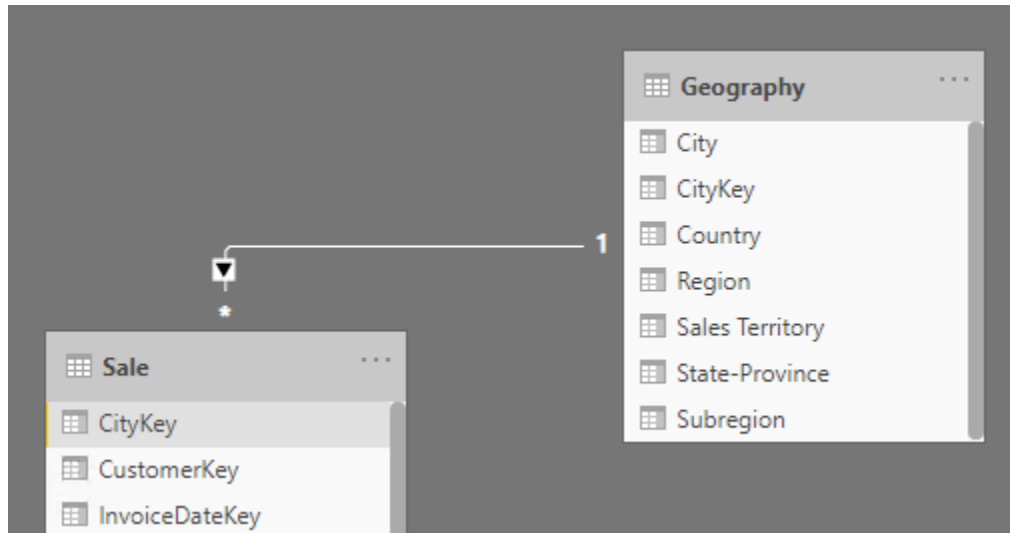 Geography
City
CityKey
1
Country
Region
*
Sales Territory
Sale
State-Province
Subregion
CityKey
CustomerKey
InvoiceDateKey